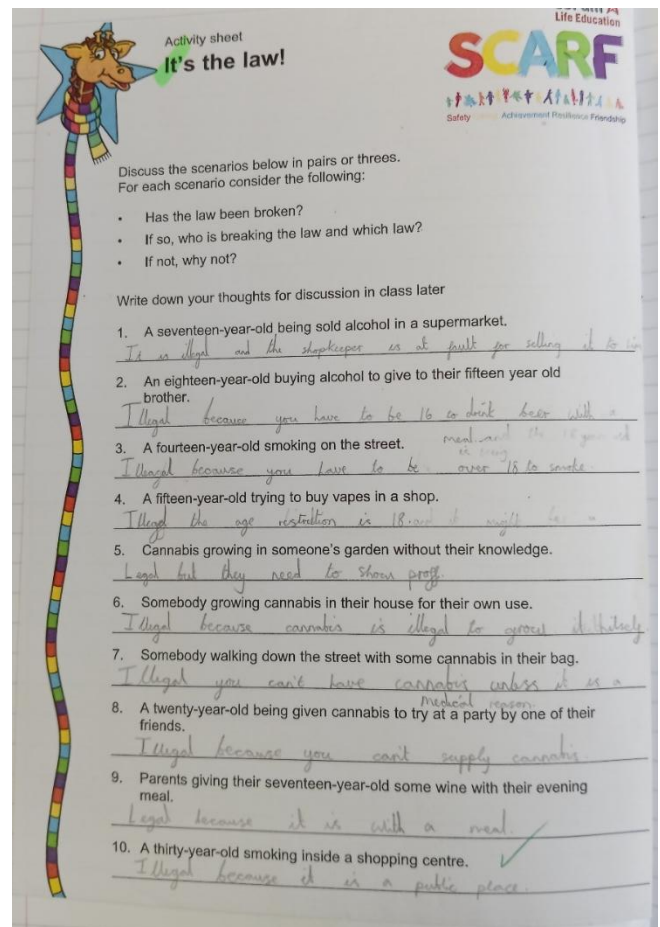 Life Education
Activity sheet
It's the law!
SCARF
Safety Caring Achievement Resilience Friendship
Discuss the scenarios below in pairs or threes.
For each scenario consider the following:
• Has the law been broken?
• If so, who is breaking the law and which law?
• If not, why not?
Write down your thoughts for discussion in class later
1. A seventeen-year-old being sold alcohol in a supermarket.
It is illegal and the shopkeeper is at fault for selling it to him
2. An eighteen-year-old buying alcohol to give to their fifteen year old
brother.
Illegal because you have to be 16 to drink beer with a
meal and the 18 year old
is
3. A fourteen-year-old smoking on the street.
Illeagal because you have to be over 18 to smoke.
4. A fifteen-year-old trying to buy vapes in a shop.
Illegal the age restriction is 18. and it might
5. Cannabis growing in someone's garden without their knowledge.
Legal but they need to show proff.
6. Somebody growing cannabis in their house for their own use.
Illegal because cannabis is illegal to grow it
7. Somebody walking down the street with some cannabis in their bag.
Illegal you can't have cannabis unless it is a
medical reason.
8. A twenty-year-old being given cannabis to try at a party by one of their
friends.
Illegal because you can't supply cannabis.
9. Parents giving their seventeen-year-old some wine with their evening
meal.
Legal because it is with a meal.
10. A thirty-year-old smoking inside a shopping centre.
Illegal because it is a public place.